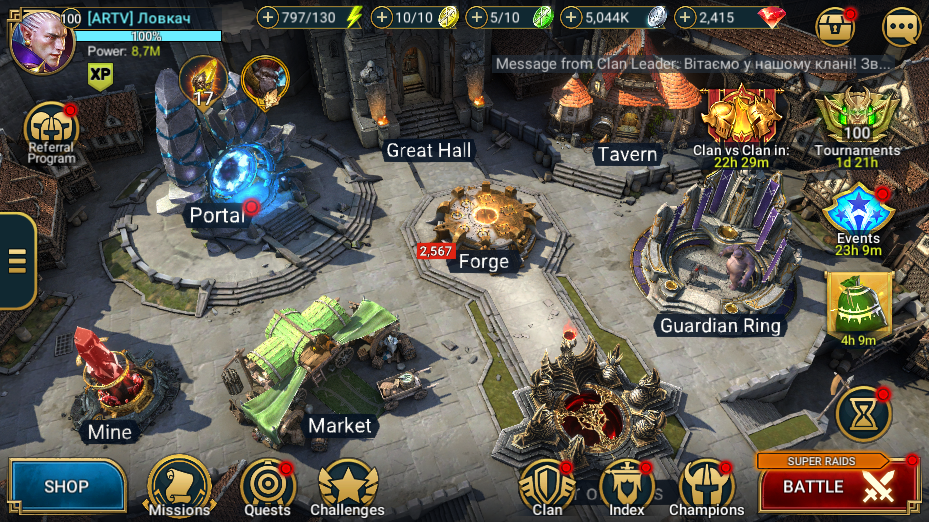 100 [ARTV] Ловкач
797/130
10/10
5/10
5,044K
2,415
100%
Power: 8,7M
XP
Message from Clan Leader: Вітаємо у нашому клані! Зв...
17
Referral
Program
Great Hall
Tavern
Clan vs Clan in:
22h 29m
100
Tournaments
1d 21h
Portal
2,567
Forge
Events
23h 9m
Guardian Ring
4h 9m
Mine
Market
SHOP
Missions
Quests
Challenges
Clan
Index
Champions
SUPER RAIDS
BATTLE